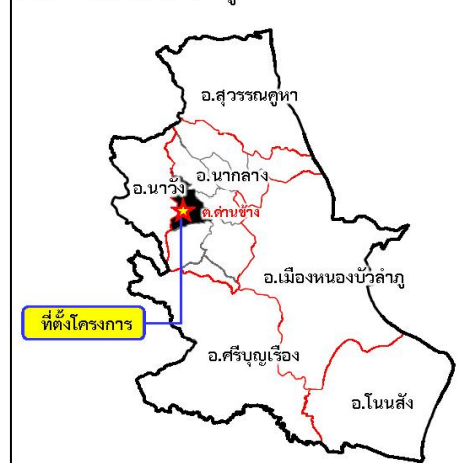 อ.สุวรรณคูหา
อ.นากลาง
อ.นาวัง
ต.ด่านช้าง
อ.เมืองหนองบัวลำภู
ที่ตั้งโครงการ
อ.ศรีบุญเรือง
อ.โนนสัง